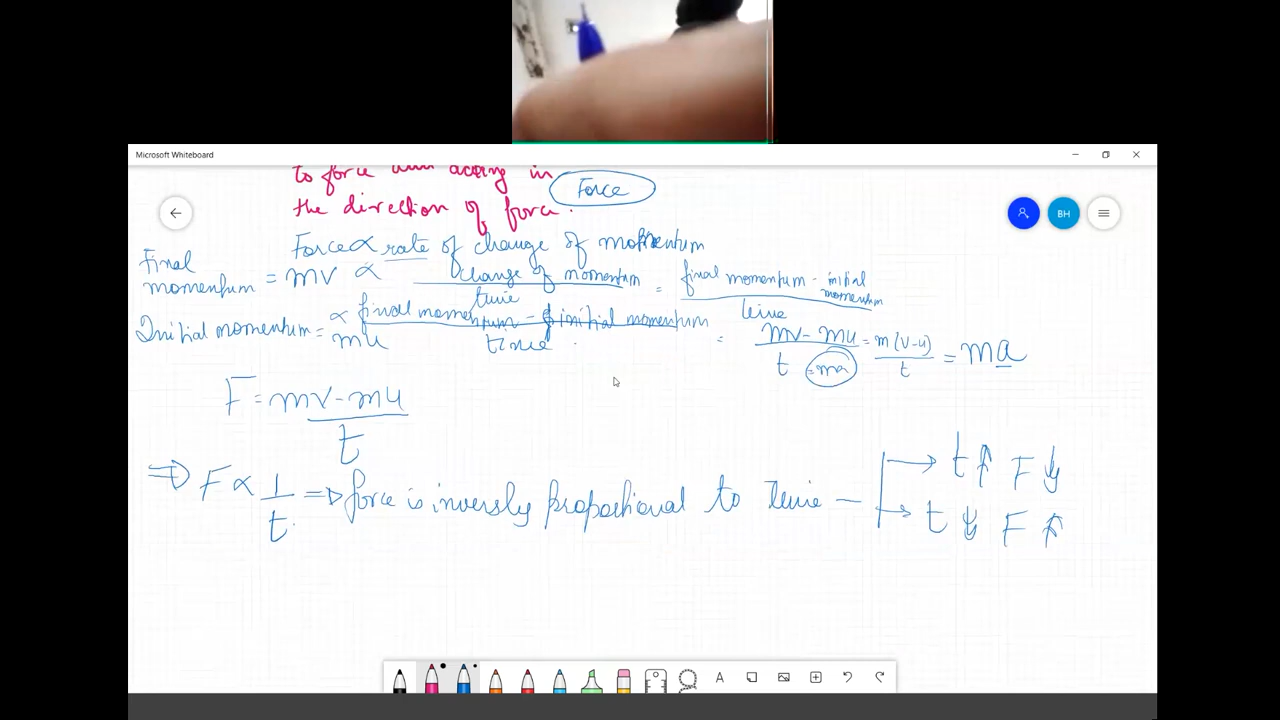 Microsoft Whiteboard
to force and acting in
the direction of force.
Force
BH
Force ∝ rate of change of momentum
Final momentum = mv ∝ change of momentum / time = final momentum - initial momentum / time
Initial momentum = mu ∝ final momentum - initial momentum / time = mv - mu / t = ma = m(v-u) / t = ma
F = mv - mu / t
⇒ F ∝ 1 / t ⇒ force is inversly proportional to time — → t ↑ F ↓
→ t ↓ F ↑
A